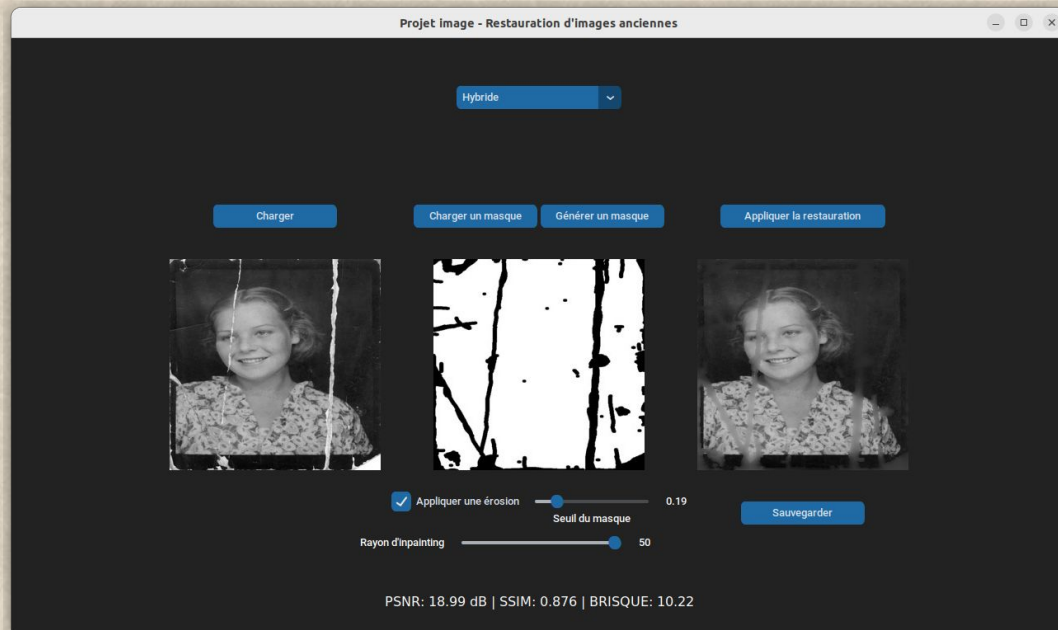 Projet image - Restauration d'images anciennes
Hybride
Charger
Charger un masque
Générer un masque
Appliquer la restauration
Appliquer une érosion
0.19
Seuil du masque
Sauvegarder
Rayon d'inpainting
50
PSNR: 18.99 dB | SSIM: 0.876 | BRISQUE: 10.22